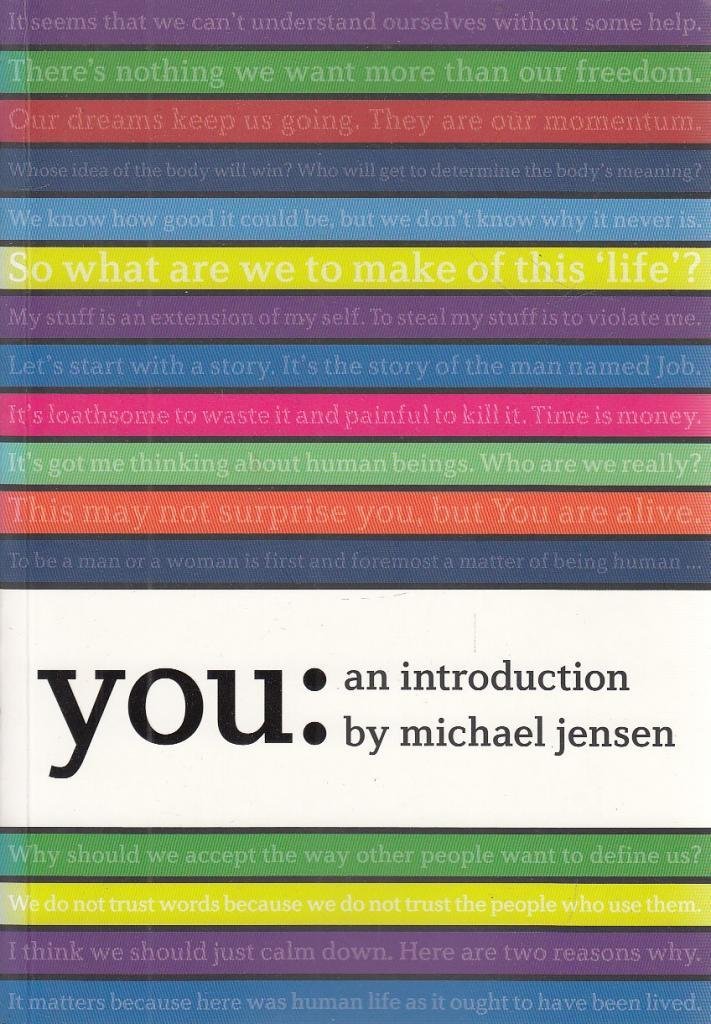 It seems that we can't understand ourselves without some help.
There's nothing we want more than our freedom.
Our dreams keep us going. They are our momentum.
Whose idea of the body will win? Who will get to determine the body's meaning?
We know how good it could be, but we don't know why it never is.
So what are we to make of this 'life'?
My stuff is an extension of my self. To steal my stuff is to violate me.
Let's start with a story. It's the story of the man named Job.
It's loathsome to waste it and painful to kill it. Time is money.
It's got me thinking about human beings. Who are we really?
This may not surprise you, but You are alive.
To be a man or a woman is first and foremost a matter of being human ...
you: an introduction
by michael jensen
Why should we accept the way other people want to define us?
We do not trust words because we do not trust the people who use them.
I think we should just calm down. Here are two reasons why.
It matters because here was human life as it ought to have been lived.